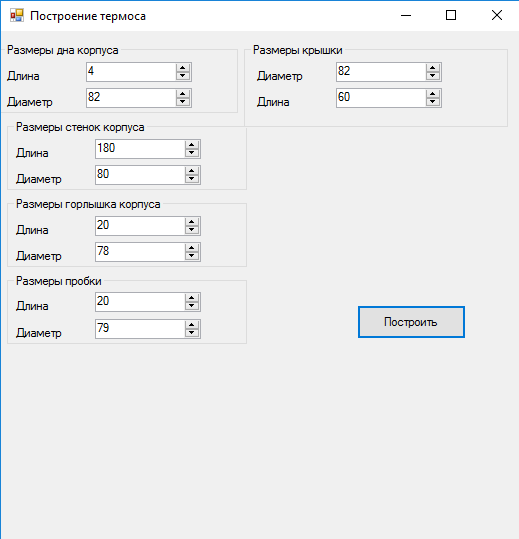 Построение термоса
Размеры дна корпуса
Длина 4
Диаметр 82
Размеры крышки
Диаметр 82
Длина 60
Размеры стенок корпуса
Длина 180
Диаметр 80
Размеры горлышка корпуса
Длина 20
Диаметр 78
Размеры пробки
Длина 20
Диаметр 79
Построить